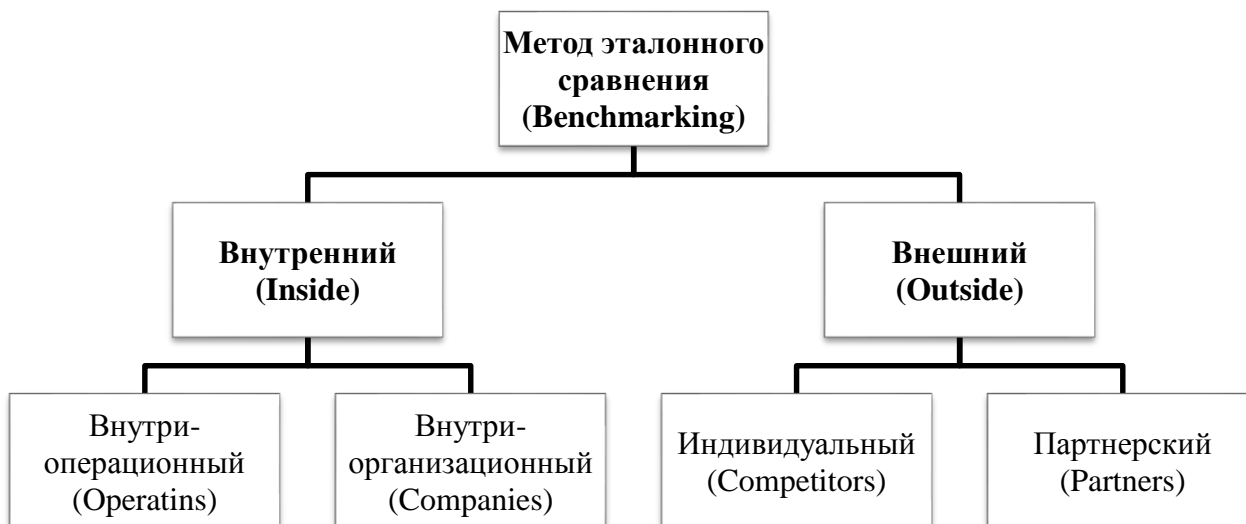 Метод эталонного
сравнения
(Benchmarking)
Внутренний
(Inside)
Внешний
(Outside)
Внутри-
операционный
(Operatins)
Внутри-
организационный
(Companies)
Индивидуальный
(Competitors)
Партнерский
(Partners)